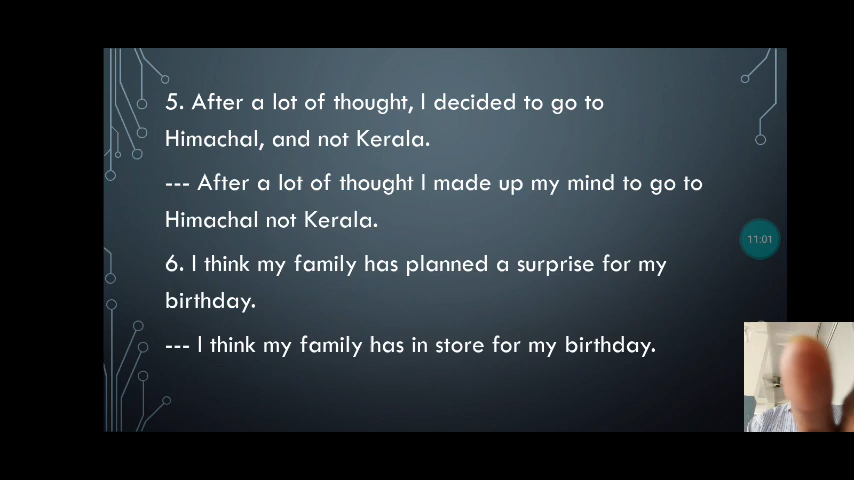 5. After a lot of thought, I decided to go to
Himachal, and not Kerala.
--- After a lot of thought I made up my mind to go to
Himachal not Kerala.
11:01
6. I think my family has planned a surprise for my
birthday.
--- I think my family has in store for my birthday.